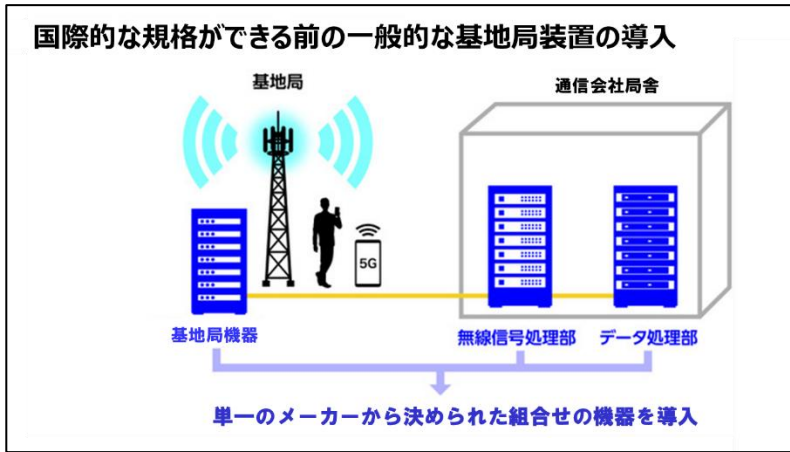 国際的な規格ができる前の一般的な基地局装置の導入
基地局
通信会社局舎
5G
基地局機器
無線信号処理部
データ処理部
単一のメーカーから決められた組合せの機器を導入